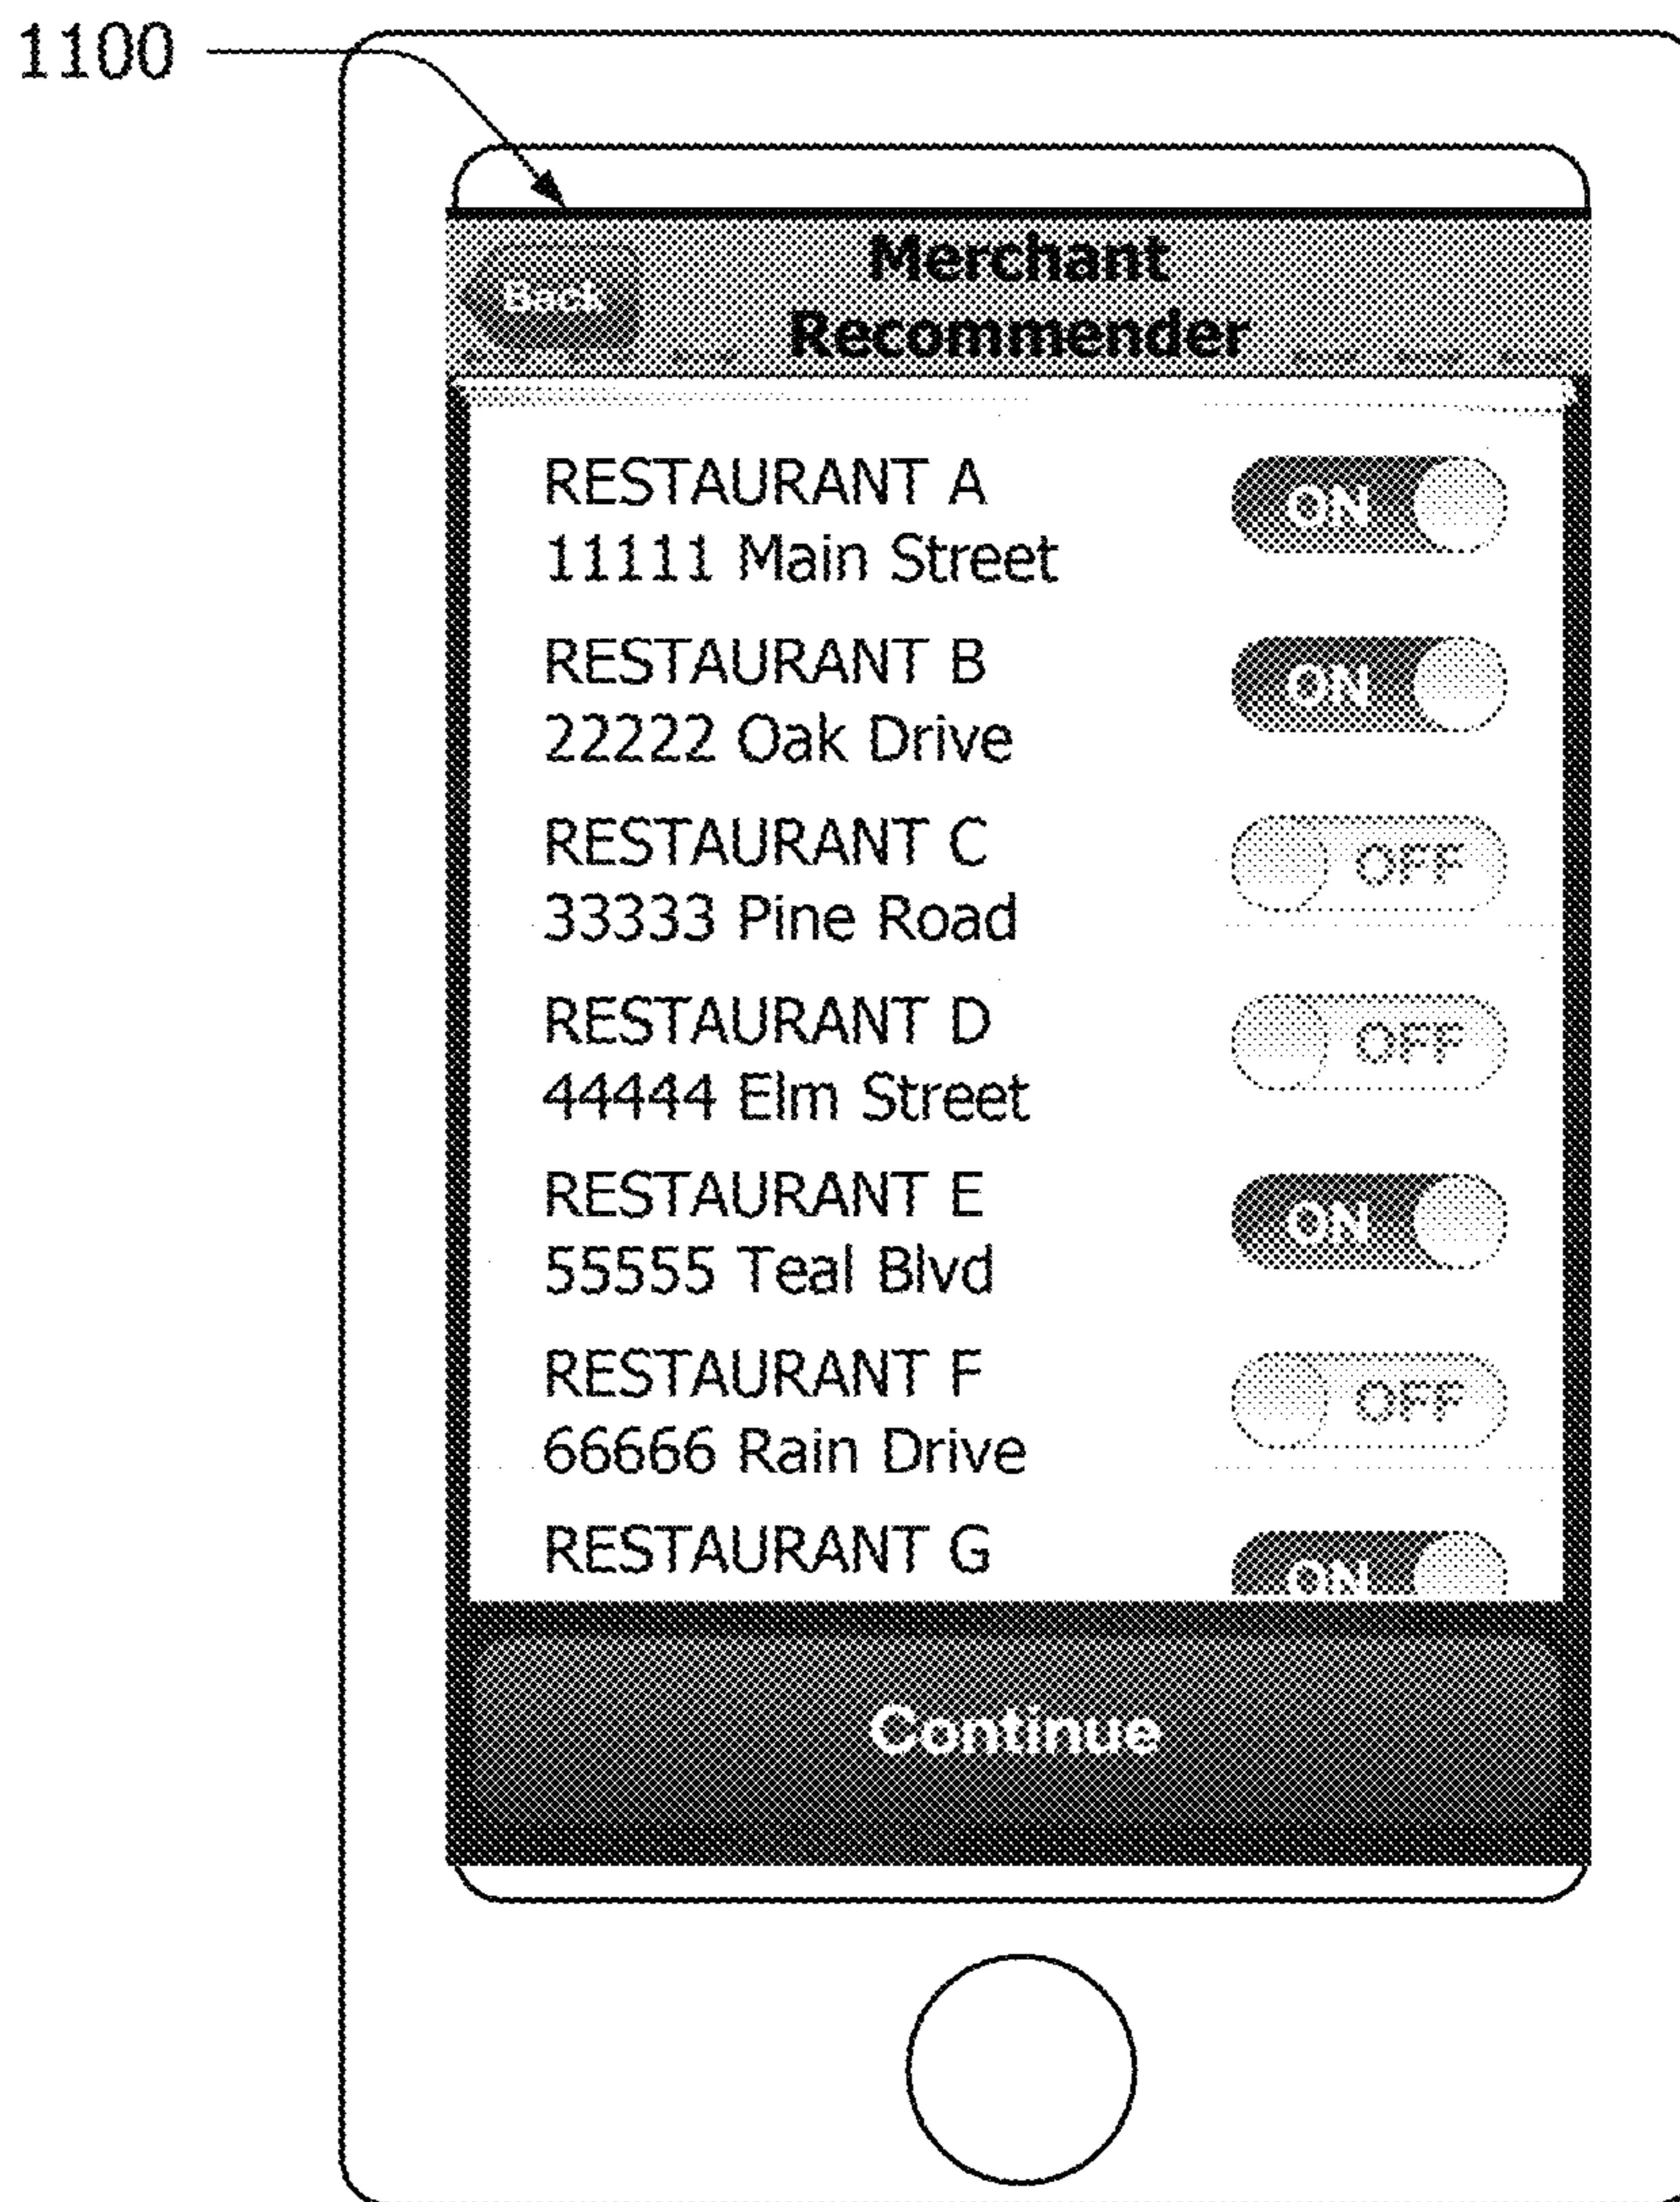 1100
Back
Merchant
Recommender
RESTAURANT A
11111 Main Street
ON
RESTAURANT B
22222 Oak Drive
ON
RESTAURANT C
33333 Pine Road
OFF
RESTAURANT D
44444 Elm Street
OFF
RESTAURANT E
55555 Teal Blvd
ON
RESTAURANT F
66666 Rain Drive
OFF
RESTAURANT G
ON
Continue